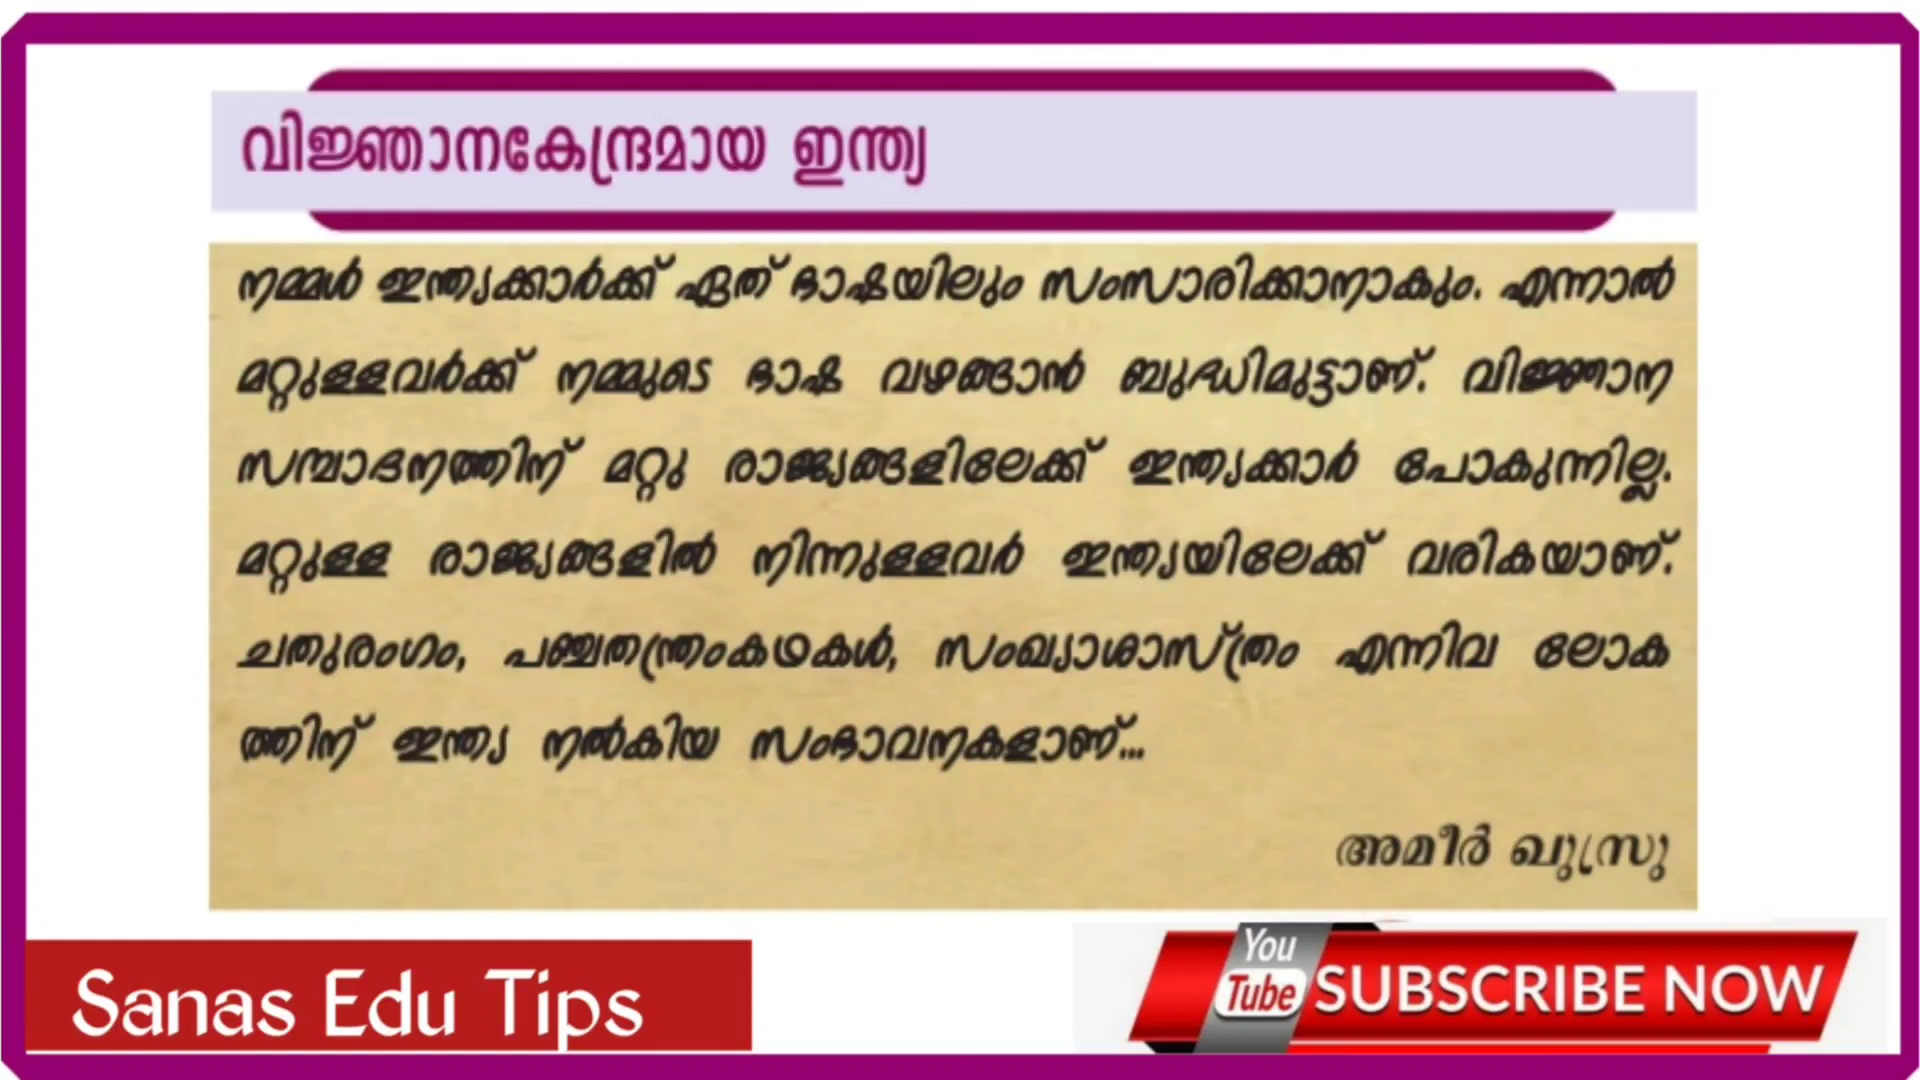 വിജ്ഞാനകേന്ദ്രമായ ഇന്ത്യ
നമ്മൾ ഇന്ത്യക്കാർക്ക് ഏത് ഭാഷയിലും സംസാരിക്കാനാകും. എന്നാൽ
മറ്റുള്ളവർക്ക് നമ്മുടെ ഭാഷ വഴങ്ങാൻ ബുദ്ധിമുട്ടാണ്. വിജ്ഞാന
സമ്പാദനത്തിന് മറ്റു രാജ്യങ്ങളിലേക്ക് ഇന്ത്യക്കാർ പോകുന്നില്ല.
മറ്റുള്ള രാജ്യങ്ങളിൽ നിന്നുള്ളവർ ഇന്ത്യയിലേക്ക് വരികയാണ്.
ചതുരംഗം, പഞ്ചതന്ത്രംകഥകൾ, സംഖ്യാശാസ്ത്രം എന്നിവ ലോക
ത്തിന് ഇന്ത്യ നൽകിയ സംഭാവനകളാണ്...
അമീർ ഖുസ്രു
Sanas Edu Tips
You
Tube SUBSCRIBE NOW